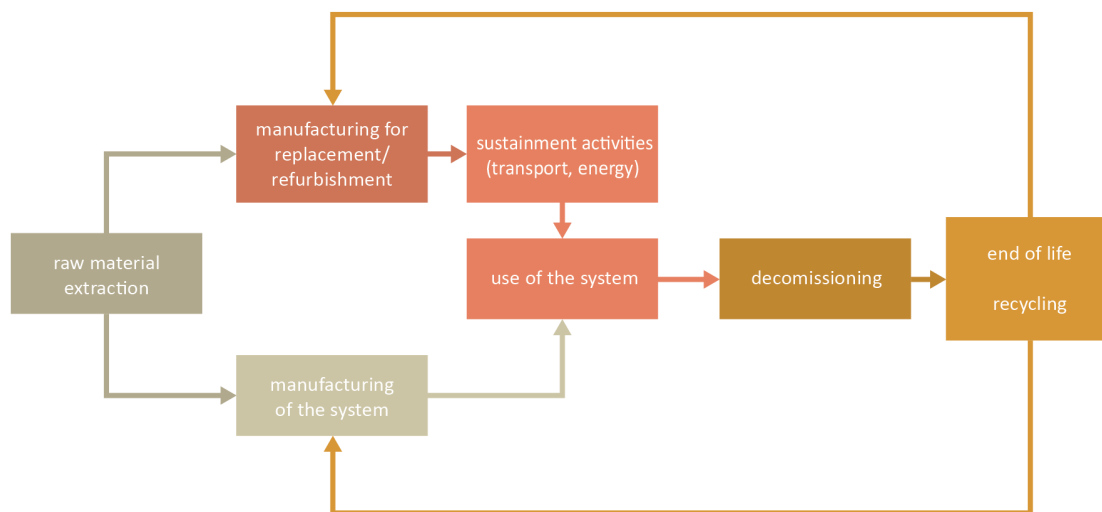 manufacturing for
replacement/
refurbishment
sustainment activities
(transport, energy)
raw material
extraction
use of the system
decomissioning
end of life
recycling
manufacturing
of the system